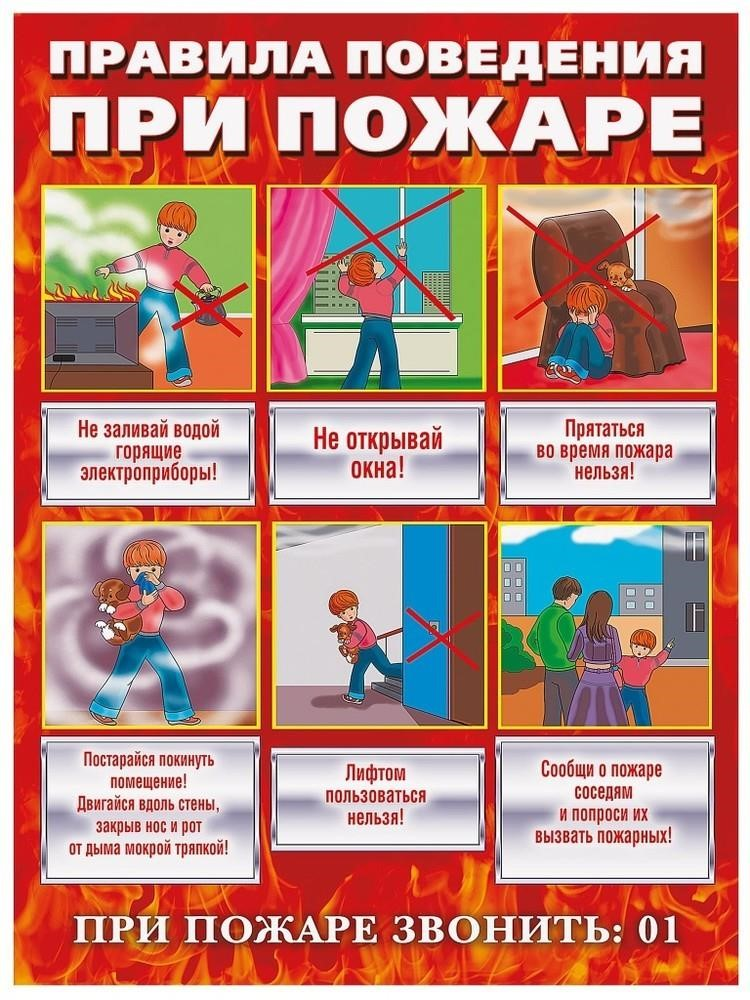 ПРАВИЛА ПОВЕДЕНИЯ
ПРИ ПОЖАРЕ
Не заливай водой
горящие
электроприборы!
Не открывай
окна!
Прятаться
во время пожара
нельзя!
Постарайся покинуть
помещение!
Двигайся вдоль стены,
закрыв нос и рот
от дыма мокрой тряпкой!
Лифтом
пользоваться
нельзя!
Сообщи о пожаре
соседям
и попроси их
вызвать пожарных!
ПРИ ПОЖАРЕ ЗВОНИТЬ: 01